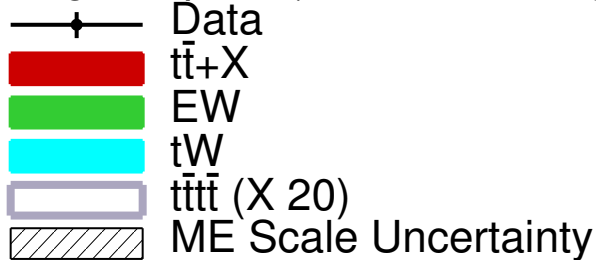 Data
tt̄+X
EW
tW
tt̄tt̄ (X 20)
ME Scale Uncertainty